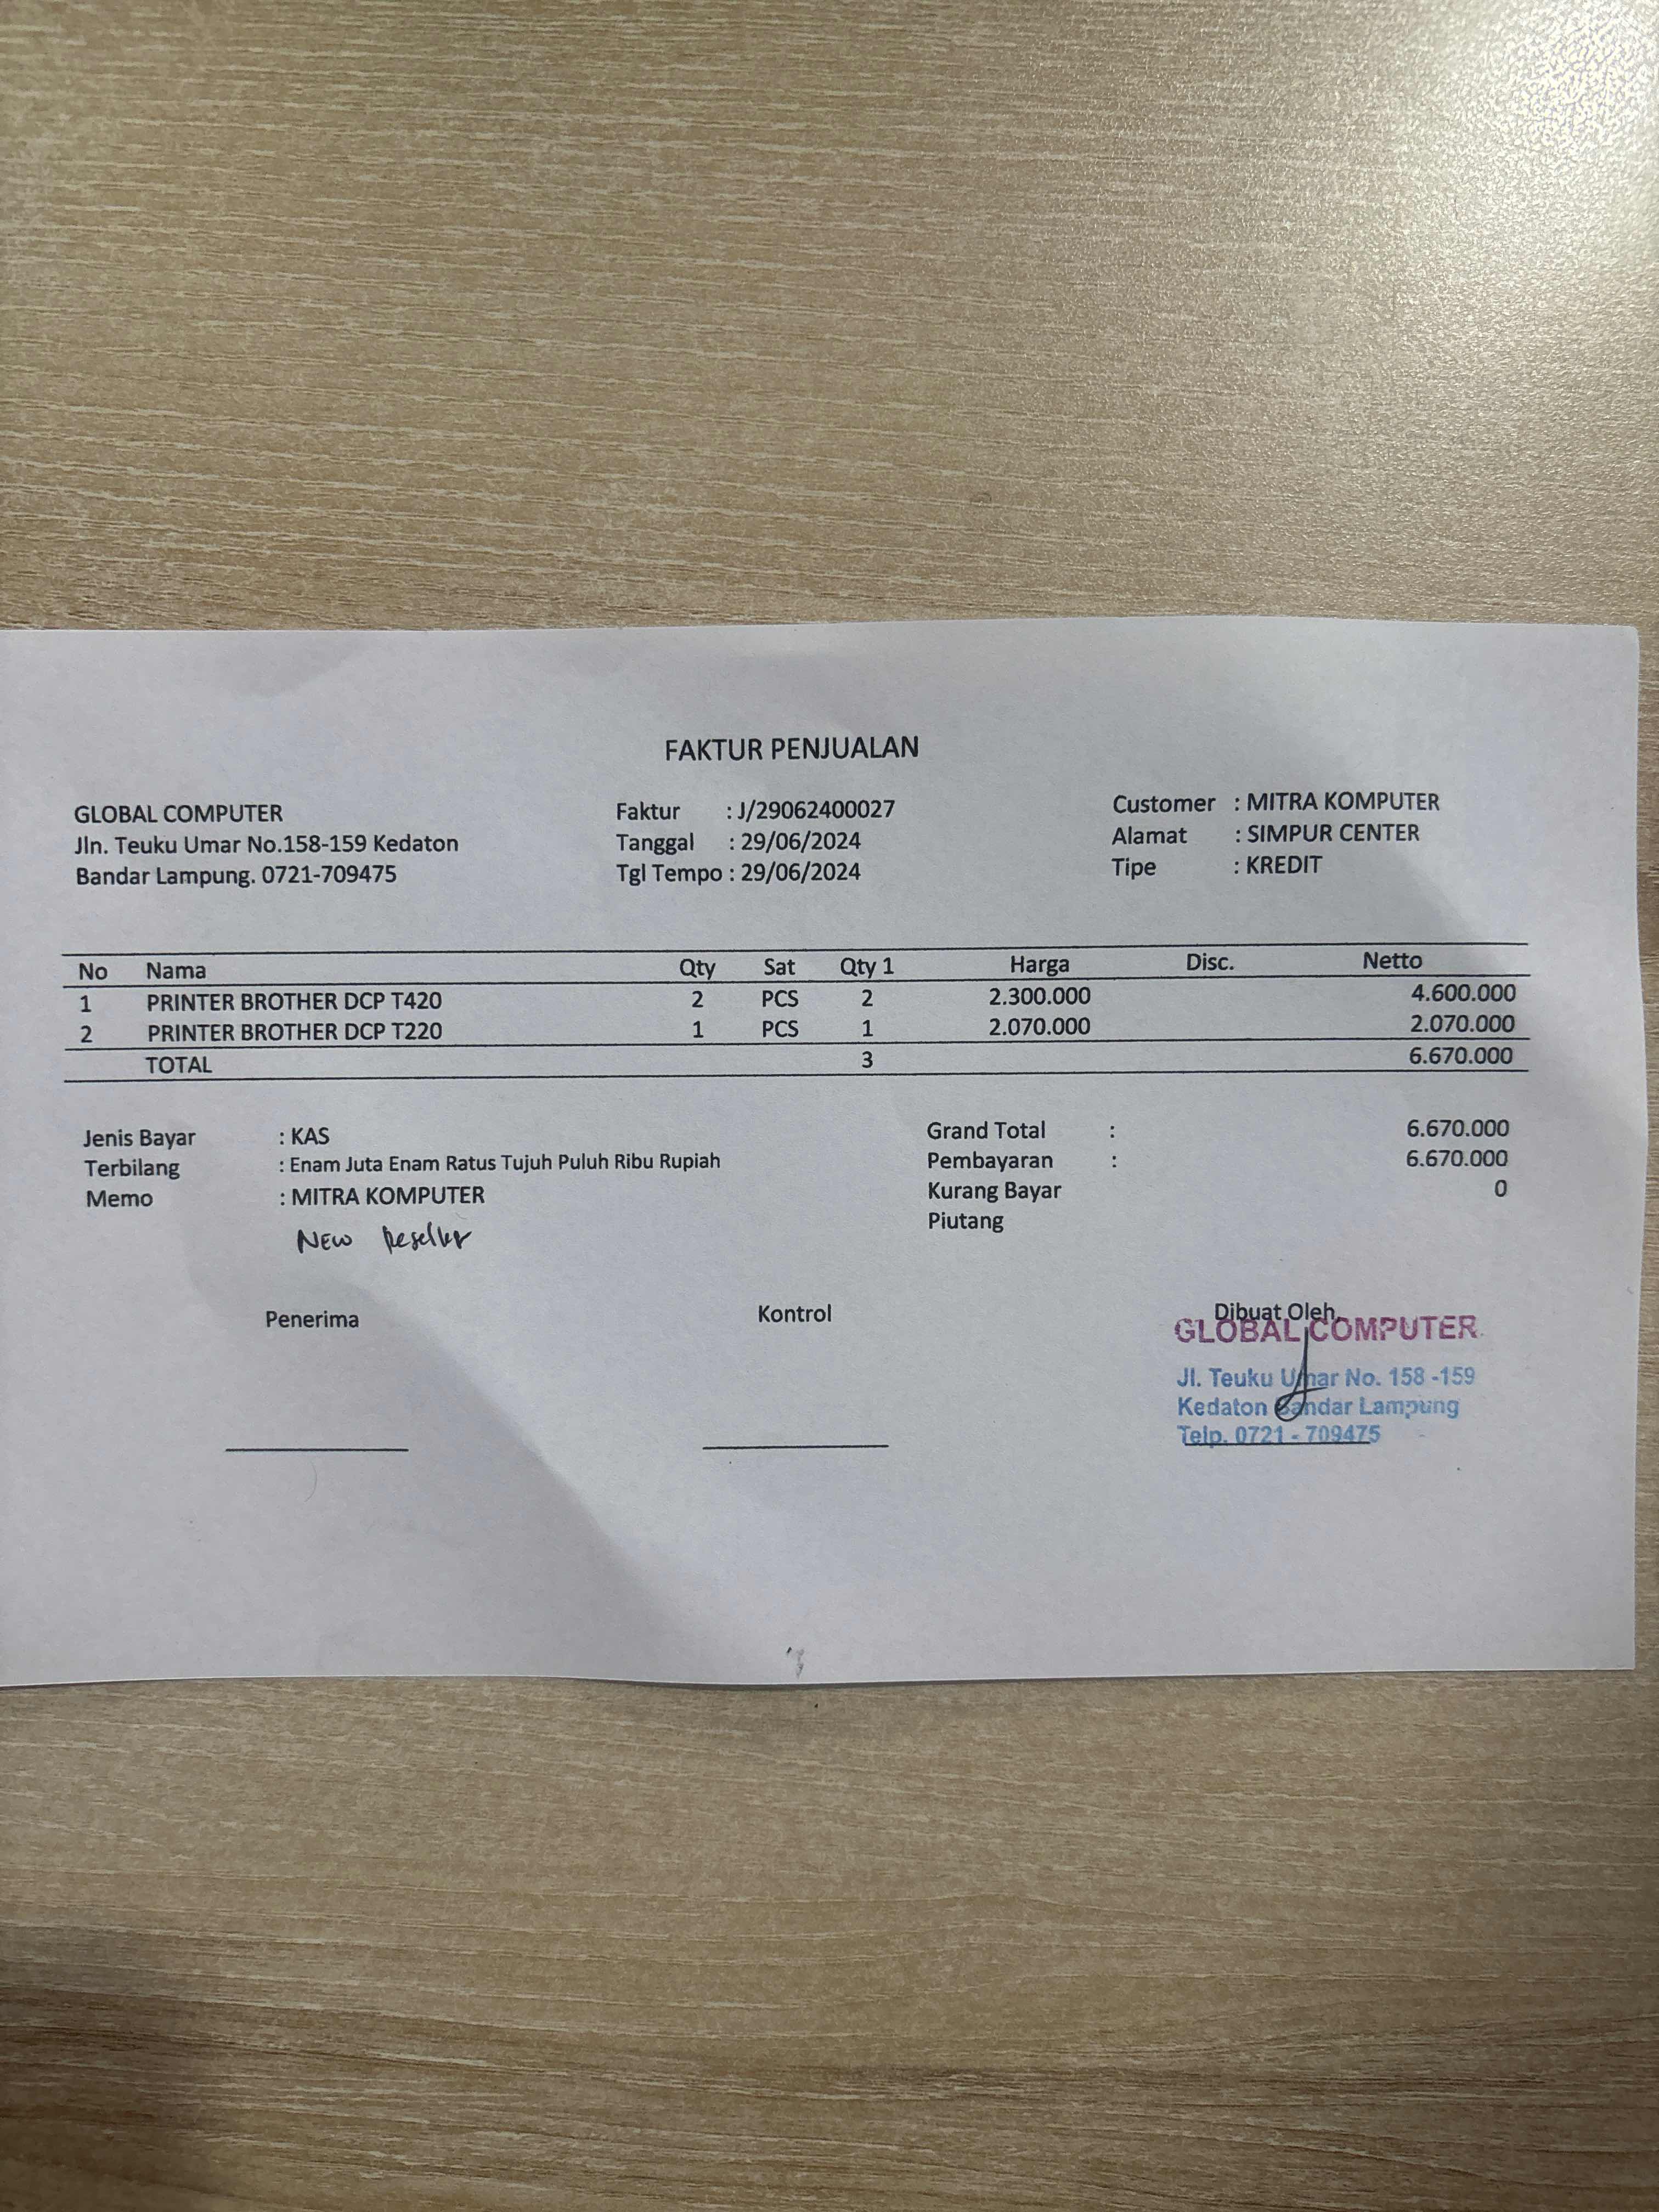 FAKTUR PENJUALAN
GLOBAL COMPUTER
Jln. Teuku Umar No.158-159 Kedaton
Bandar Lampung. 0721-709475
Faktur : J/29062400027
Tanggal : 29/06/2024
Tgl Tempo : 29/06/2024
Customer : MITRA KOMPUTER
Alamat : SIMPUR CENTER
Tipe : KREDIT
No Nama Qty Sat Qty 1 Harga Disc. Netto
1 PRINTER BROTHER DCP T420 2 PCS 2 2.300.000 4.600.000
2 PRINTER BROTHER DCP T220 1 PCS 1 2.070.000 2.070.000
TOTAL 3 6.670.000
Jenis Bayar : KAS
Terbilang : Enam Juta Enam Ratus Tujuh Puluh Ribu Rupiah
Memo : MITRA KOMPUTER
NEW Reseller
Grand Total : 6.670.000
Pembayaran : 6.670.000
Kurang Bayar 0
Piutang
Penerima
Kontrol
Dibuat Oleh,
GLOBAL COMPUTER
Jl. Teuku Umar No. 158 -159
Kedaton Bandar Lampung
Telp. 0721 - 709475